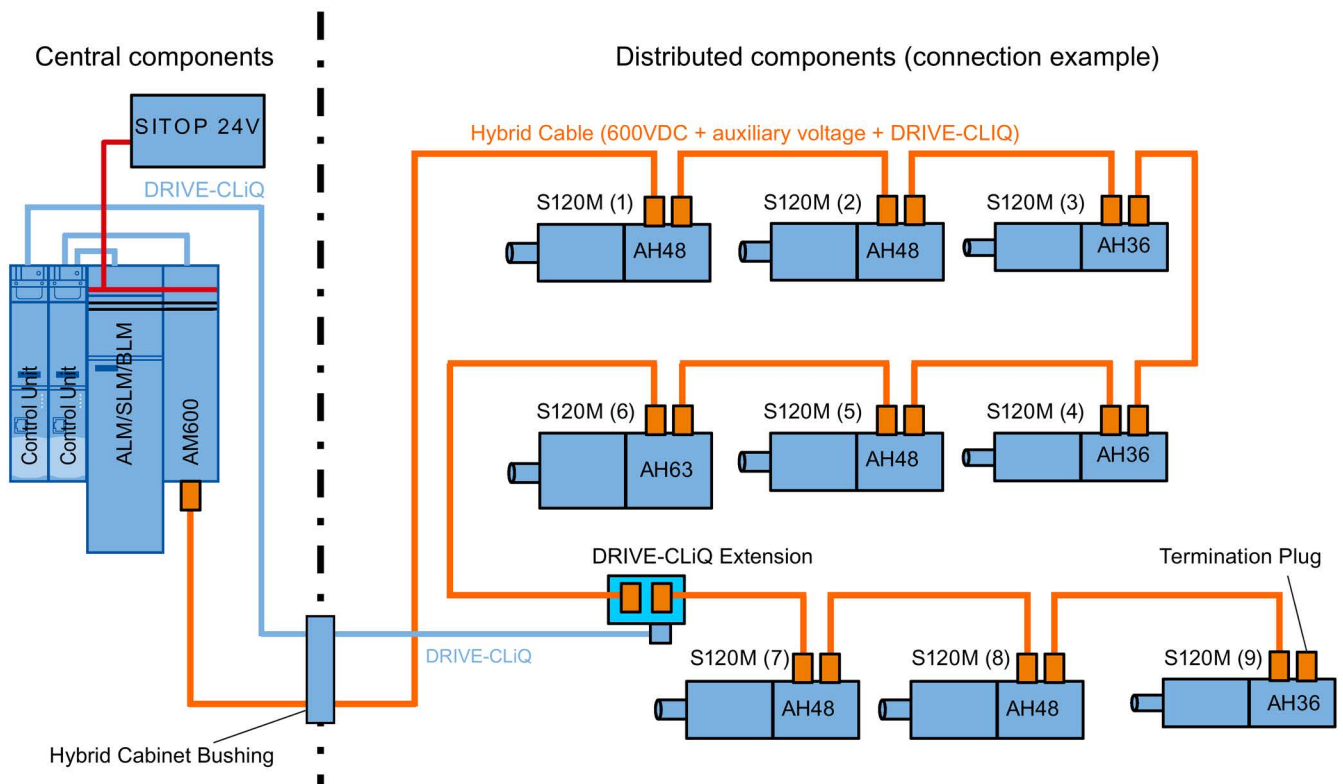 Central components
Distributed components (connection example)
SITOP 24V
Hybrid Cable (600VDC + auxiliary voltage + DRIVE-CLIQ)
DRIVE-CLiQ
S120M (1)
AH48
S120M (2)
AH48
S120M (3)
AH36
Control Unit
Control Unit
ALM/SLM/BLM
AM600
S120M (6)
AH63
S120M (5)
AH48
S120M (4)
AH36
DRIVE-CLiQ Extension
Termination Plug
DRIVE-CLiQ
S120M (7)
AH48
S120M (8)
AH48
S120M (9)
AH36
Hybrid Cabinet Bushing